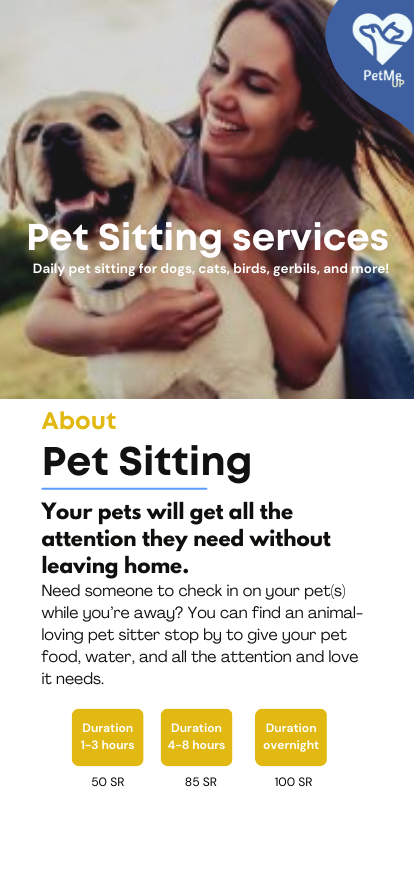 PetMe
UP
Pet Sitting services
Daily pet sitting for dogs, cats, birds, gerbils, and more!
About
Pet Sitting
Your pets will get all the
attention they need without
leaving home.
Need someone to check in on your pet(s)
while you’re away? You can find an animal-
loving pet sitter stop by to give your pet
food, water, and all the attention and love
it needs.
Duration
1-3 hours
50 SR
Duration
4-8 hours
85 SR
Duration
overnight
100 SR